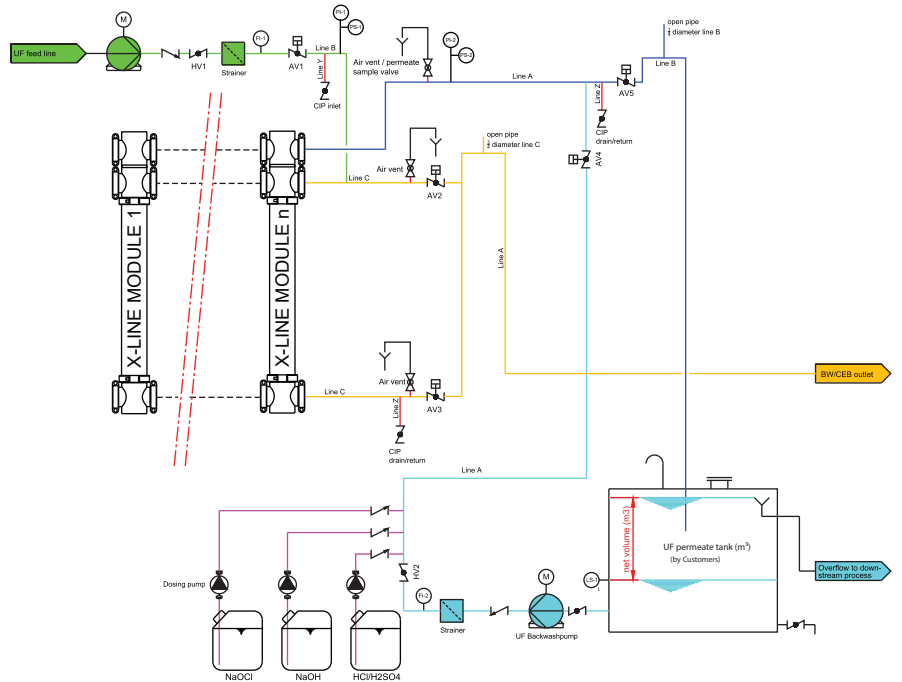 M
UF feed line
HV1
Strainer
FI-1
AV1
Line B
PI-1
PS-1
Line Y
CIP inlet
Air vent / permeate
sample valve
PI-2
PS-2
Line A
Line Z
CIP
drain/return
AV5
open pipe
diameter line B
Line B
AV4
open pipe
diameter line C
Air vent
AV2
Line C
X-LINE MODULE 1
X-LINE MODULE n
Line A
BW/CEB outlet
Air vent
AV3
Line C
Line Z
CIP
drain/return
Line A
net volume (m3)
UF permeate tank (m³)
(by Customers)
Overflow to down-
stream process
LS-1
L
HV2
FI-2
Strainer
M
UF Backwashpump
Dosing pump
NaOCl
NaOH
HCl/H2SO4